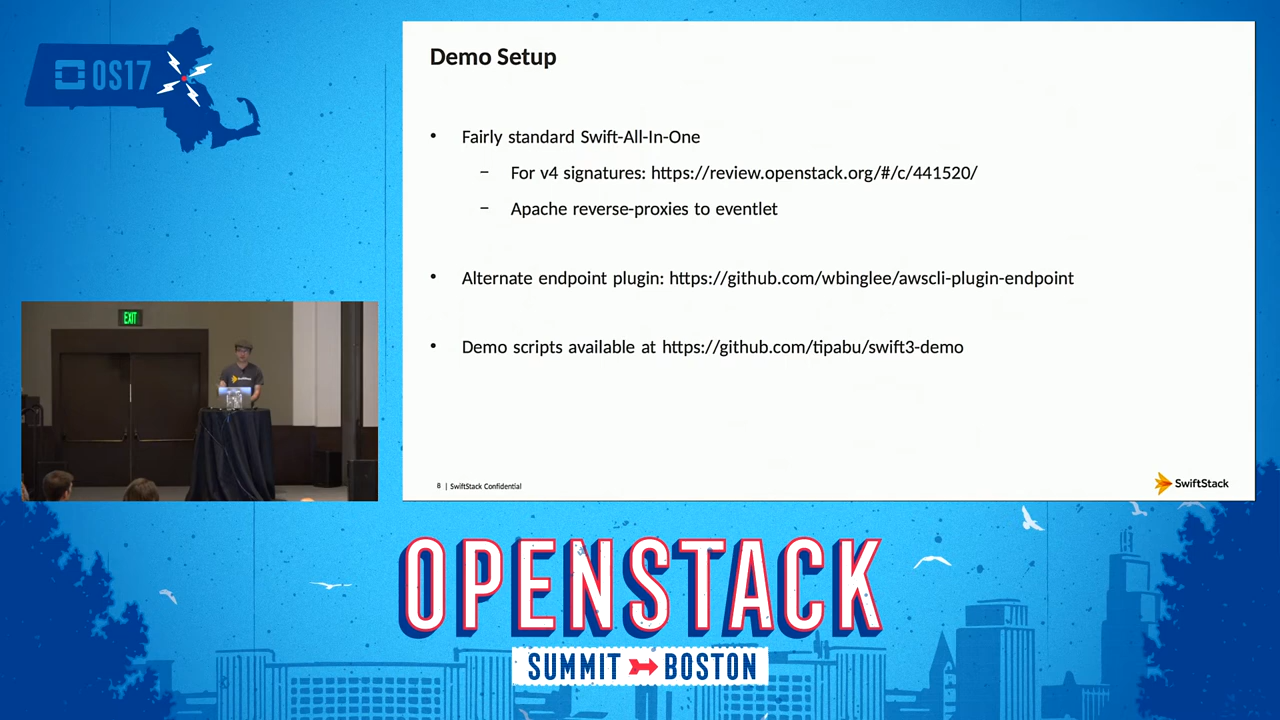 OS17
Demo Setup
• Fairly standard Swift-All-In-One
– For v4 signatures: https://review.openstack.org/#/c/441520/
– Apache reverse-proxies to eventlet
• Alternate endpoint plugin: https://github.com/wbinglee/awscli-plugin-endpoint
• Demo scripts available at https://github.com/tipabu/swift3-demo
8 | SwiftStack Confidential
SwiftStack
EXIT
SwiftStack
OPENSTACK
SUMMIT BOSTON